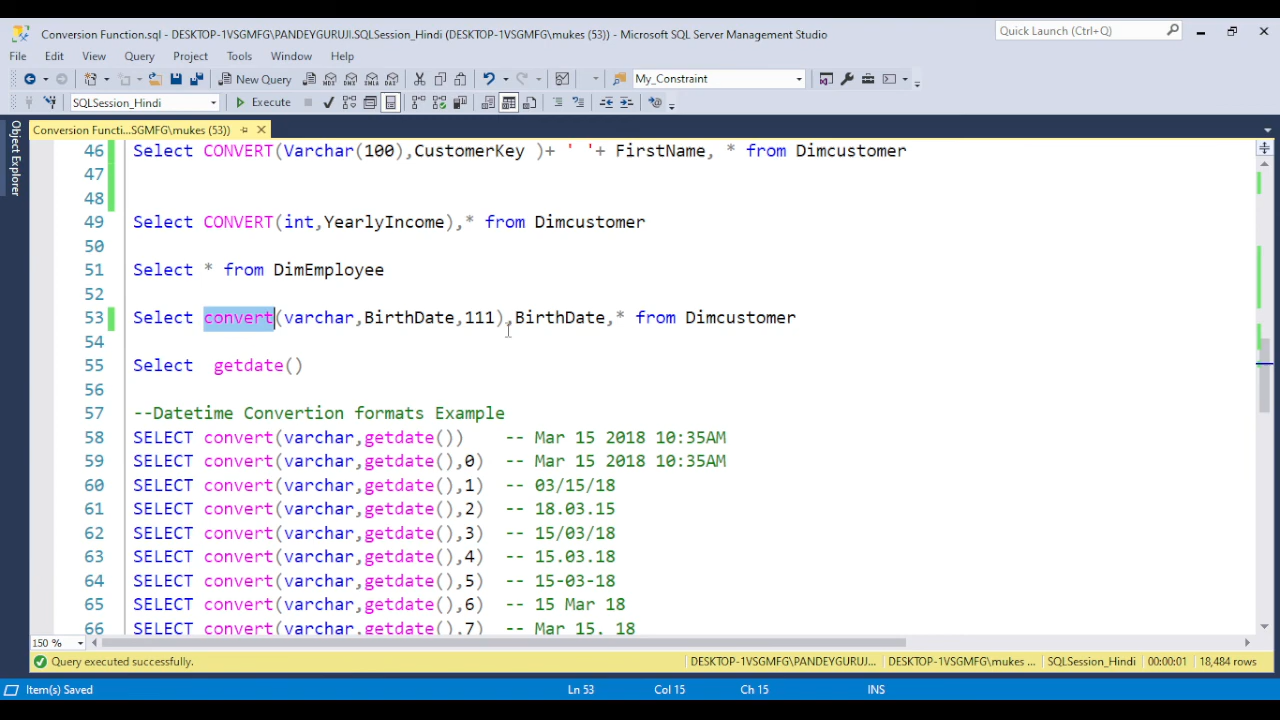 Conversion Function.sql - DESKTOP-1VSGMFG\PANDEYGURUJI.SQLSession_Hindi (DESKTOP-1VSGMFG\mukes (53)) - Microsoft SQL Server Management Studio
Quick Launch (Ctrl+Q)
File Edit View Query Project Tools Window Help
New Query
My_Constraint
SQLSession_Hindi
Execute
Object Explorer
Conversion Functi...SGMFG\mukes (53))
46 Select CONVERT(Varchar(100),CustomerKey )+ ' '+ FirstName, * from Dimcustomer
47
48
49 Select CONVERT(int,YearlyIncome),* from Dimcustomer
50
51 Select * from DimEmployee
52
53 Select convert(varchar,BirthDate,111),BirthDate,* from Dimcustomer
54
55 Select  getdate()
56
57 --Datetime Convertion formats Example
58 SELECT convert(varchar,getdate())    -- Mar 15 2018 10:35AM
59 SELECT convert(varchar,getdate(),0)  -- Mar 15 2018 10:35AM
60 SELECT convert(varchar,getdate(),1)  -- 03/15/18
61 SELECT convert(varchar,getdate(),2)  -- 18.03.15
62 SELECT convert(varchar,getdate(),3)  -- 15/03/18
63 SELECT convert(varchar,getdate(),4)  -- 15.03.18
64 SELECT convert(varchar,getdate(),5)  -- 15-03-18
65 SELECT convert(varchar,getdate(),6)  -- 15 Mar 18
66 SELECT convert(varchar,getdate(),7)  -- Mar 15, 18
150 %
Query executed successfully.
DESKTOP-1VSGMFG\PANDEYGURUJI... DESKTOP-1VSGMFG\mukes ... SQLSession_Hindi 00:00:01 18,484 rows
Item(s) Saved Ln 53 Col 15 Ch 15 INS